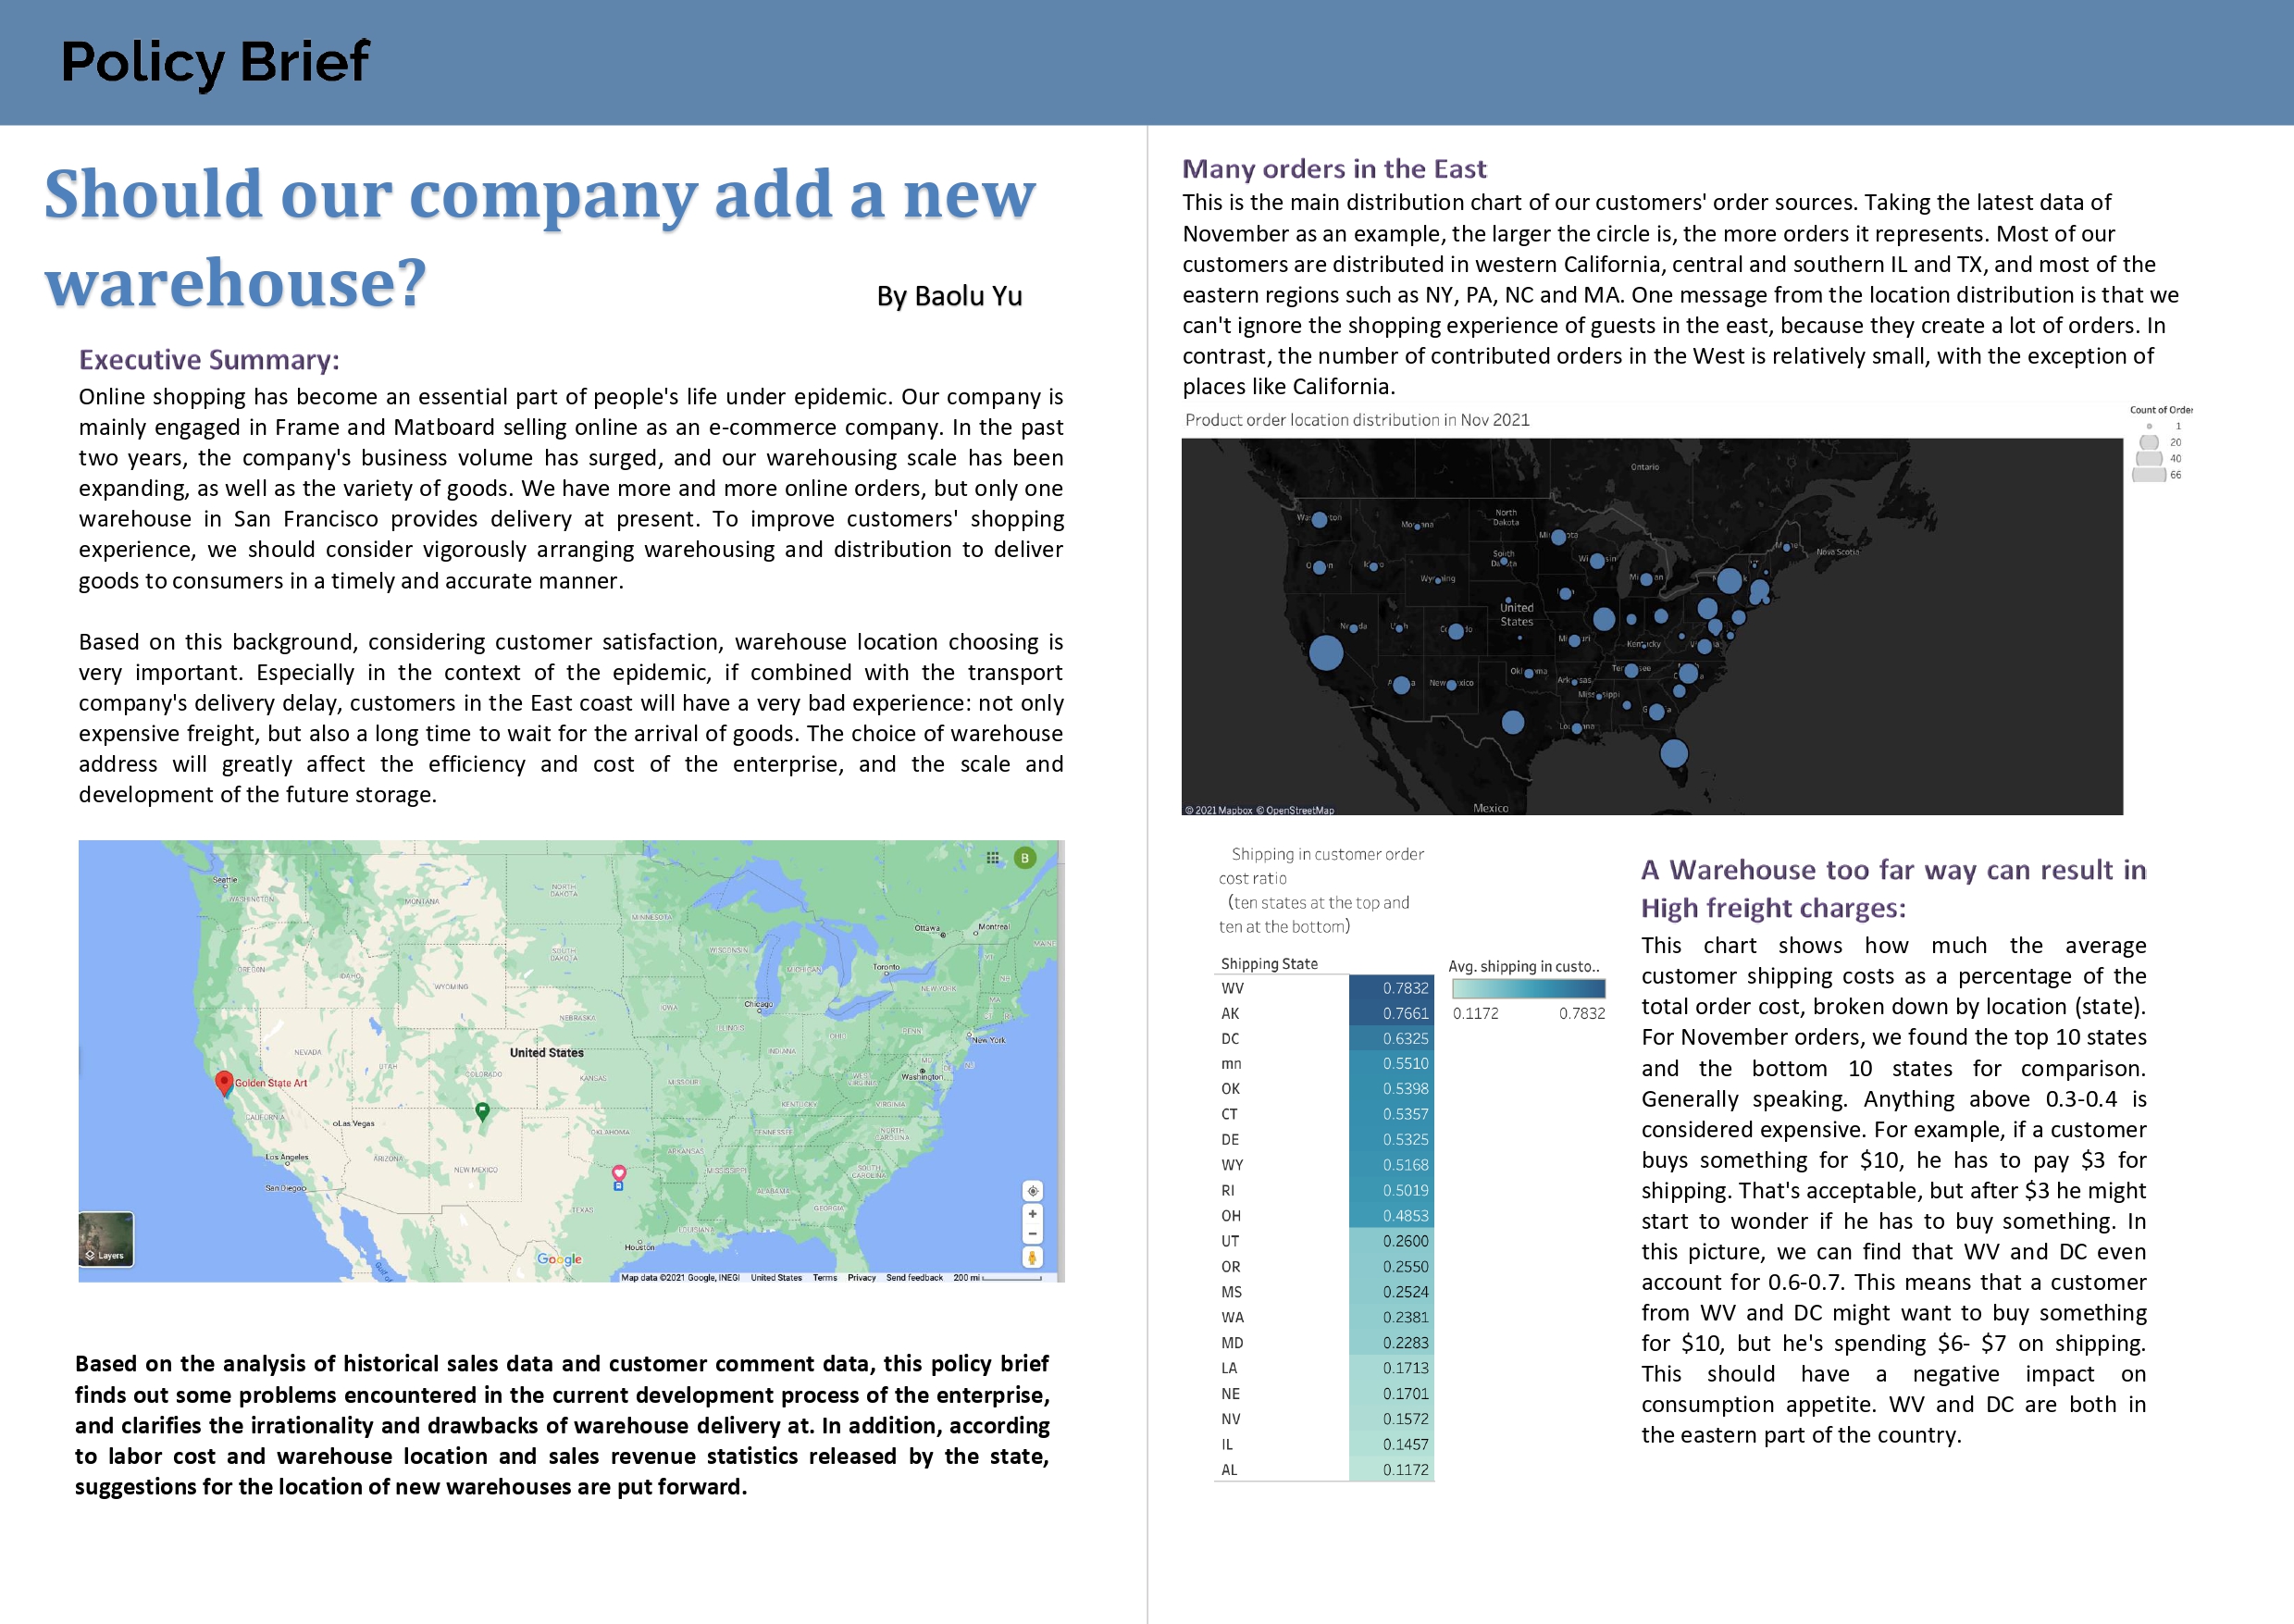 Policy Brief
Should our company add a new
warehouse?
By Baolu Yu
Executive Summary:
Online shopping has become an essential part of people's life under epidemic. Our company is
mainly engaged in Frame and Matboard selling online as an e-commerce company. In the past
two years, the company's business volume has surged, and our warehousing scale has been
expanding, as well as the variety of goods. We have more and more online orders, but only one
warehouse in San Francisco provides delivery at present. To improve customers' shopping
experience, we should consider vigorously arranging warehousing and distribution to deliver
goods to consumers in a timely and accurate manner.
Based on this background, considering customer satisfaction, warehouse location choosing is
very important. Especially in the context of the epidemic, if combined with the transport
company's delivery delay, customers in the East coast will have a very bad experience: not only
expensive freight, but also a long time to wait for the arrival of goods. The choice of warehouse
address will greatly affect the efficiency and cost of the enterprise, and the scale and
development of the future storage.
B
Seattle
WASHINGTON
MONTANA
NORTH
DAKOTA
MINNESOTA
Ottawa
Montreal
MAINE
OREGON
IDAHO
SOUTH
DAKOTA
WISCONSIN
MICHIGAN
Toronto
VT
NH
WYOMING
NEW YORK
MA
CT RI
Chicago
IOWA
NEBRASKA
ILLINOIS
INDIANA
OHIO
PENN
New York
NEVADA
UTAH
United States
COLORADO
KANSAS
MISSOURI
WEST
VIRGINIA
Washington
MD
DE
NJ
Golden State Art
CALIFORNIA
Las Vegas
KENTUCKY
VIRGINIA
OKLAHOMA
TENNESSEE
NORTH
CAROLINA
Los Angeles
ARIZONA
NEW MEXICO
ARKANSAS
MISSISSIPPI
SOUTH
CAROLINA
San Diego
ALABAMA
GEORGIA
TEXAS
LOUISIANA
Houston
Layers
Google
Gulf of
Map data ©2021 Google, INEGI United States Terms Privacy Send feedback 200 mi
Based on the analysis of historical sales data and customer comment data, this policy brief
finds out some problems encountered in the current development process of the enterprise,
and clarifies the irrationality and drawbacks of warehouse delivery at. In addition, according
to labor cost and warehouse location and sales revenue statistics released by the state,
suggestions for the location of new warehouses are put forward.
Many orders in the East
This is the main distribution chart of our customers' order sources. Taking the latest data of
November as an example, the larger the circle is, the more orders it represents. Most of our
customers are distributed in western California, central and southern IL and TX, and most of the
eastern regions such as NY, PA, NC and MA. One message from the location distribution is that we
can't ignore the shopping experience of guests in the east, because they create a lot of orders. In
contrast, the number of contributed orders in the West is relatively small, with the exception of
places like California.
Product order location distribution in Nov 2021
Count of Order
1
20
40
66
Ontario
North
Dakota
Nova Scotia
South
United
States
Kentucky
Mexico
© 2021 Mapbox © OpenStreetMap
Shipping in customer order
cost ratio
(ten states at the top and
ten at the bottom)
Shipping State
WV 0.7832
AK 0.7661
DC 0.6325
mn 0.5510
OK 0.5398
CT 0.5357
DE 0.5325
WY 0.5168
RI 0.5019
OH 0.4853
UT 0.2600
OR 0.2550
MS 0.2524
WA 0.2381
MD 0.2283
LA 0.1713
NE 0.1701
NV 0.1572
IL 0.1457
AL 0.1172
Avg. shipping in custo..
0.1172 0.7832
A Warehouse too far way can result in
High freight charges:
This chart shows how much the average
customer shipping costs as a percentage of the
total order cost, broken down by location (state).
For November orders, we found the top 10 states
and the bottom 10 states for comparison.
Generally speaking. Anything above 0.3-0.4 is
considered expensive. For example, if a customer
buys something for $10, he has to pay $3 for
shipping. That's acceptable, but after $3 he might
start to wonder if he has to buy something. In
this picture, we can find that WV and DC even
account for 0.6-0.7. This means that a customer
from WV and DC might want to buy something
for $10, but he's spending $6- $7 on shipping.
This should have a negative impact on
consumption appetite. WV and DC are both in
the eastern part of the country.